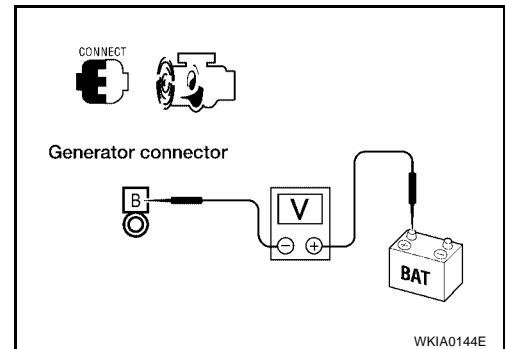 CONNECT
Generator connector
B
V
BAT
WKIA0144E